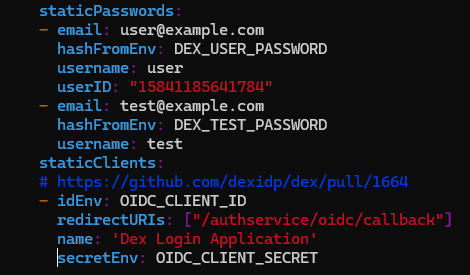 staticPasswords:
- email: user@example.com
  hashFromEnv: DEX_USER_PASSWORD
  username: user
  userID: "15841185641784"
- email: test@example.com
  hashFromEnv: DEX_TEST_PASSWORD
  username: test
staticClients:
# https://github.com/dexidp/dex/pull/1664
- idEnv: OIDC_CLIENT_ID
  redirectURIs: ["/authservice/oidc/callback"]
  name: 'Dex Login Application'
  secretEnv: OIDC_CLIENT_SECRET